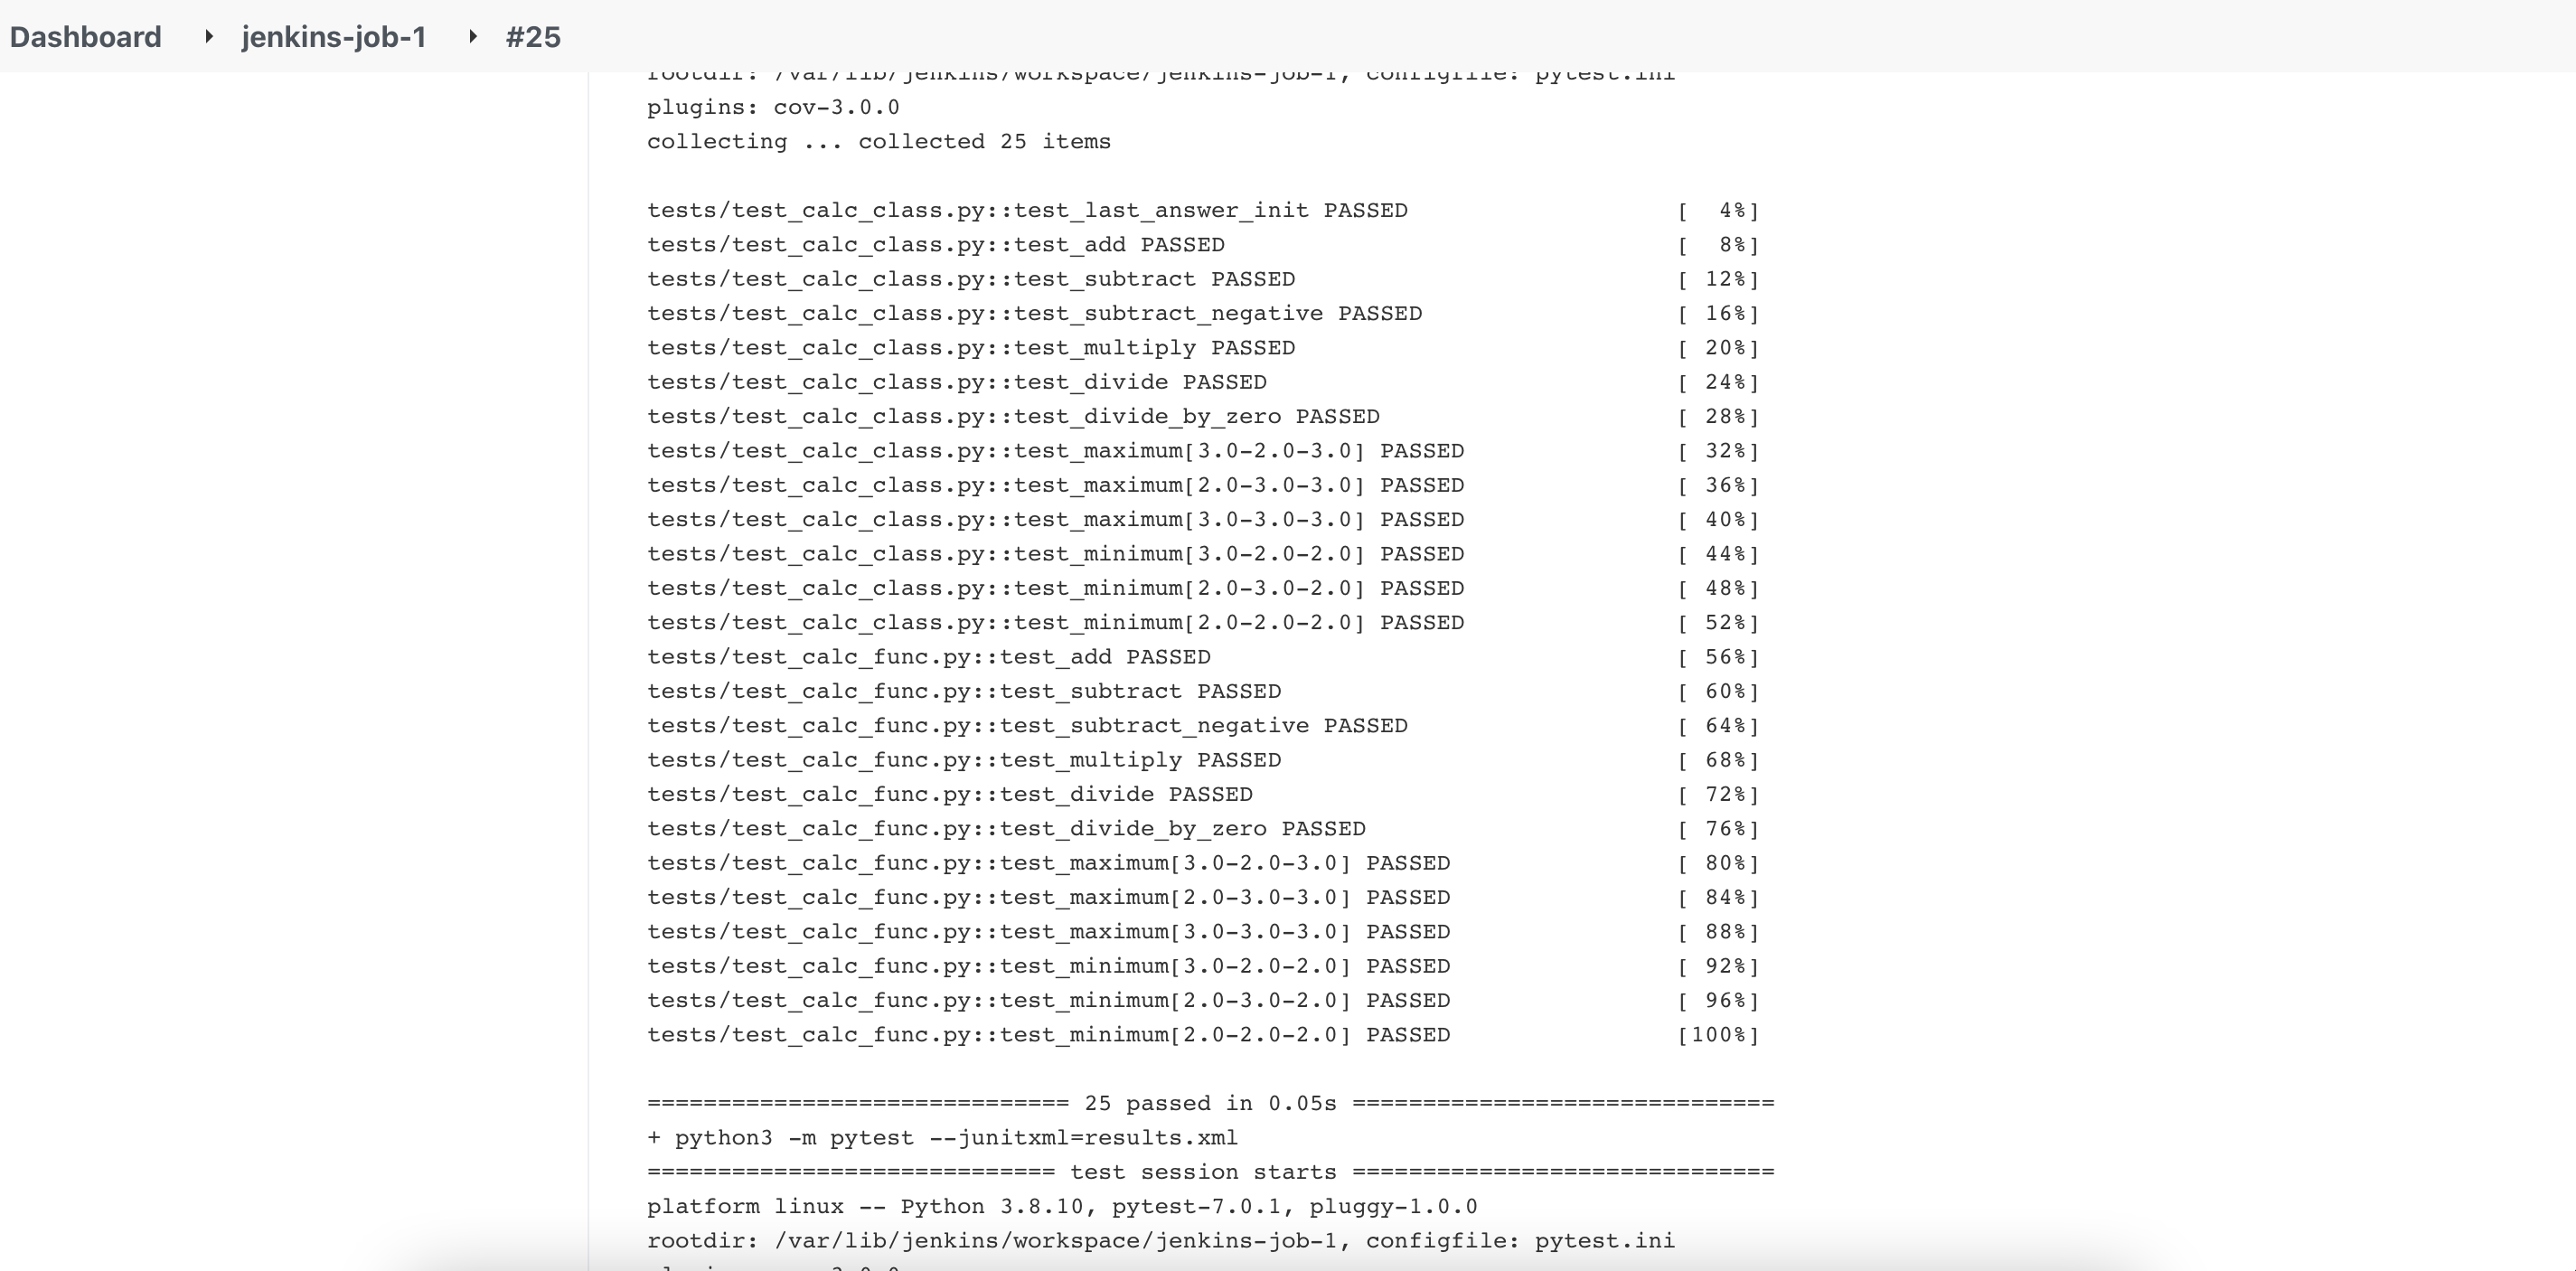 Dashboard ▸ jenkins-job-1 ▸ #25
rootdir: /var/lib/jenkins/workspace/jenkins-job-1, configfile: pytest.ini
plugins: cov-3.0.0
collecting ... collected 25 items
tests/test_calc_class.py::test_last_answer_init PASSED [  4%]
tests/test_calc_class.py::test_add PASSED [  8%]
tests/test_calc_class.py::test_subtract PASSED [ 12%]
tests/test_calc_class.py::test_subtract_negative PASSED [ 16%]
tests/test_calc_class.py::test_multiply PASSED [ 20%]
tests/test_calc_class.py::test_divide PASSED [ 24%]
tests/test_calc_class.py::test_divide_by_zero PASSED [ 28%]
tests/test_calc_class.py::test_maximum[3.0-2.0-3.0] PASSED [ 32%]
tests/test_calc_class.py::test_maximum[2.0-3.0-3.0] PASSED [ 36%]
tests/test_calc_class.py::test_maximum[3.0-3.0-3.0] PASSED [ 40%]
tests/test_calc_class.py::test_minimum[3.0-2.0-2.0] PASSED [ 44%]
tests/test_calc_class.py::test_minimum[2.0-3.0-2.0] PASSED [ 48%]
tests/test_calc_class.py::test_minimum[2.0-2.0-2.0] PASSED [ 52%]
tests/test_calc_func.py::test_add PASSED [ 56%]
tests/test_calc_func.py::test_subtract PASSED [ 60%]
tests/test_calc_func.py::test_subtract_negative PASSED [ 64%]
tests/test_calc_func.py::test_multiply PASSED [ 68%]
tests/test_calc_func.py::test_divide PASSED [ 72%]
tests/test_calc_func.py::test_divide_by_zero PASSED [ 76%]
tests/test_calc_func.py::test_maximum[3.0-2.0-3.0] PASSED [ 80%]
tests/test_calc_func.py::test_maximum[2.0-3.0-3.0] PASSED [ 84%]
tests/test_calc_func.py::test_maximum[3.0-3.0-3.0] PASSED [ 88%]
tests/test_calc_func.py::test_minimum[3.0-2.0-2.0] PASSED [ 92%]
tests/test_calc_func.py::test_minimum[2.0-3.0-2.0] PASSED [ 96%]
tests/test_calc_func.py::test_minimum[2.0-2.0-2.0] PASSED [100%]
============================== 25 passed in 0.05s ==============================
+ python3 -m pytest --junitxml=results.xml
============================= test session starts ==============================
platform linux -- Python 3.8.10, pytest-7.0.1, pluggy-1.0.0
rootdir: /var/lib/jenkins/workspace/jenkins-job-1, configfile: pytest.ini